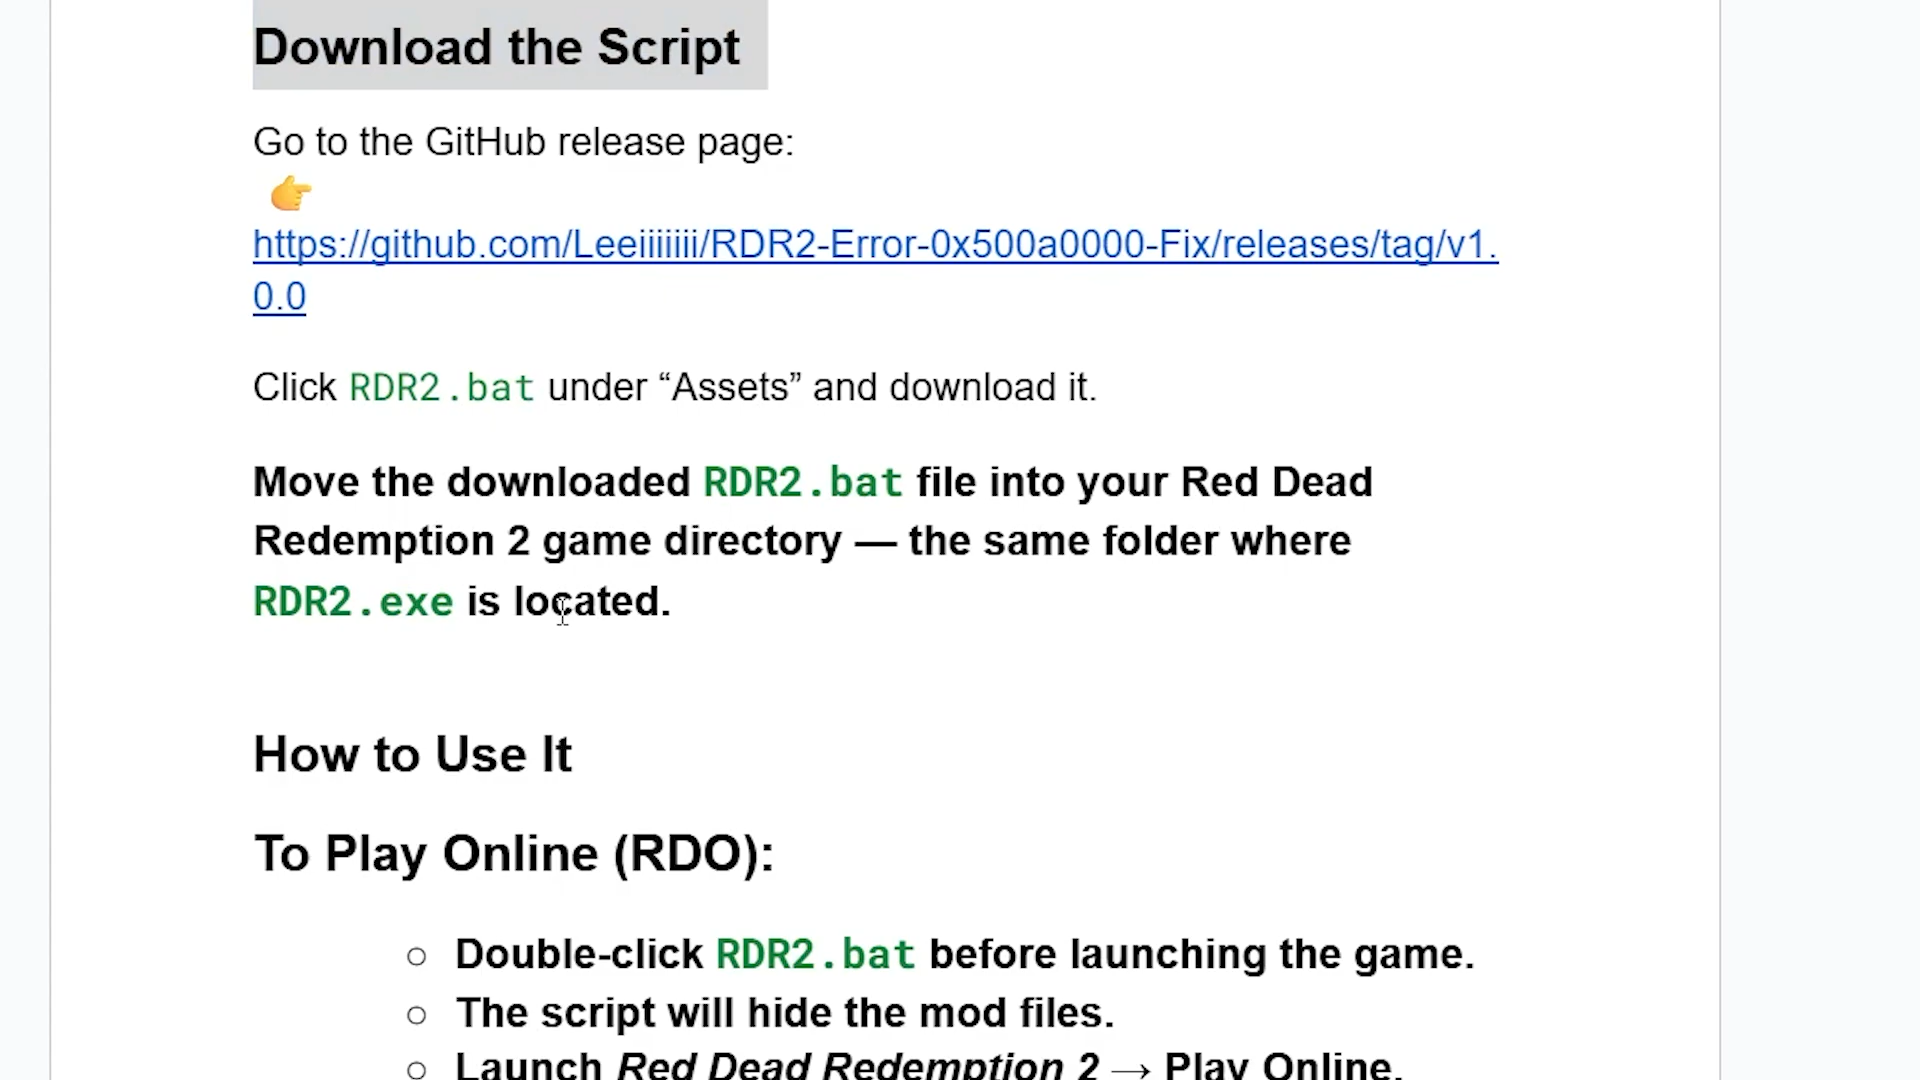 Download the Script
Go to the GitHub release page:
👉
https://github.com/Leeiiiiiii/RDR2-Error-0x500a0000-Fix/releases/tag/v1.
0.0
Click RDR2.bat under “Assets” and download it.
Move the downloaded RDR2.bat file into your Red Dead
Redemption 2 game directory — the same folder where
RDR2.exe is located.
How to Use It
To Play Online (RDO):
○ Double-click RDR2.bat before launching the game.
○ The script will hide the mod files.
○ Launch Red Dead Redemption 2 → Play Online.